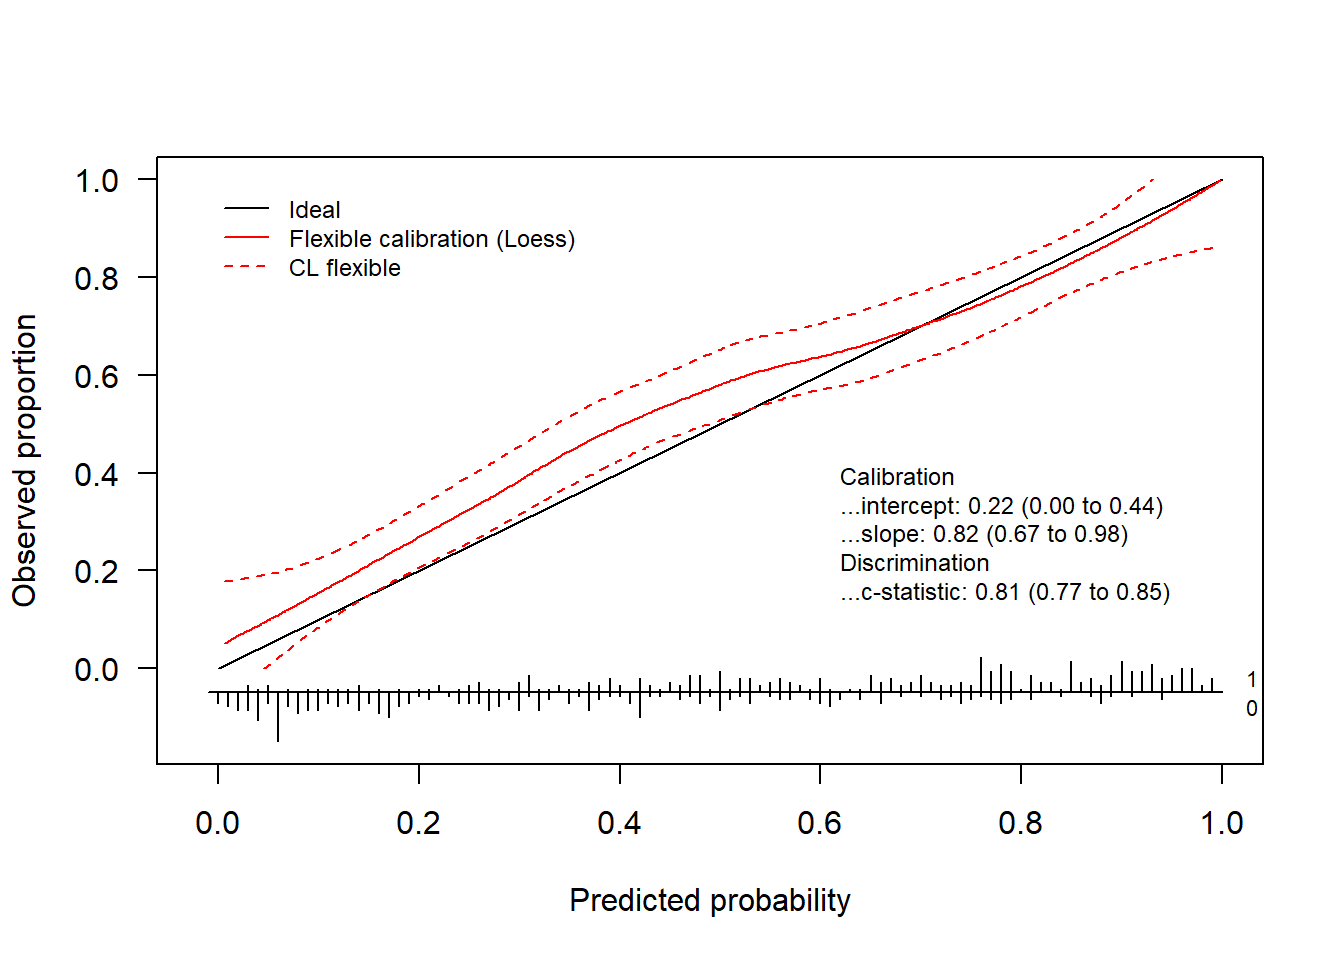 Ideal
Flexible calibration (Loess)
CL flexible
Observed proportion
1.0
0.8
0.6
0.4
0.2
0.0
Calibration
...intercept: 0.22 (0.00 to 0.44)
...slope: 0.82 (0.67 to 0.98)
Discrimination
...c-statistic: 0.81 (0.77 to 0.85)
1
0
0.0 0.2 0.4 0.6 0.8 1.0
Predicted probability